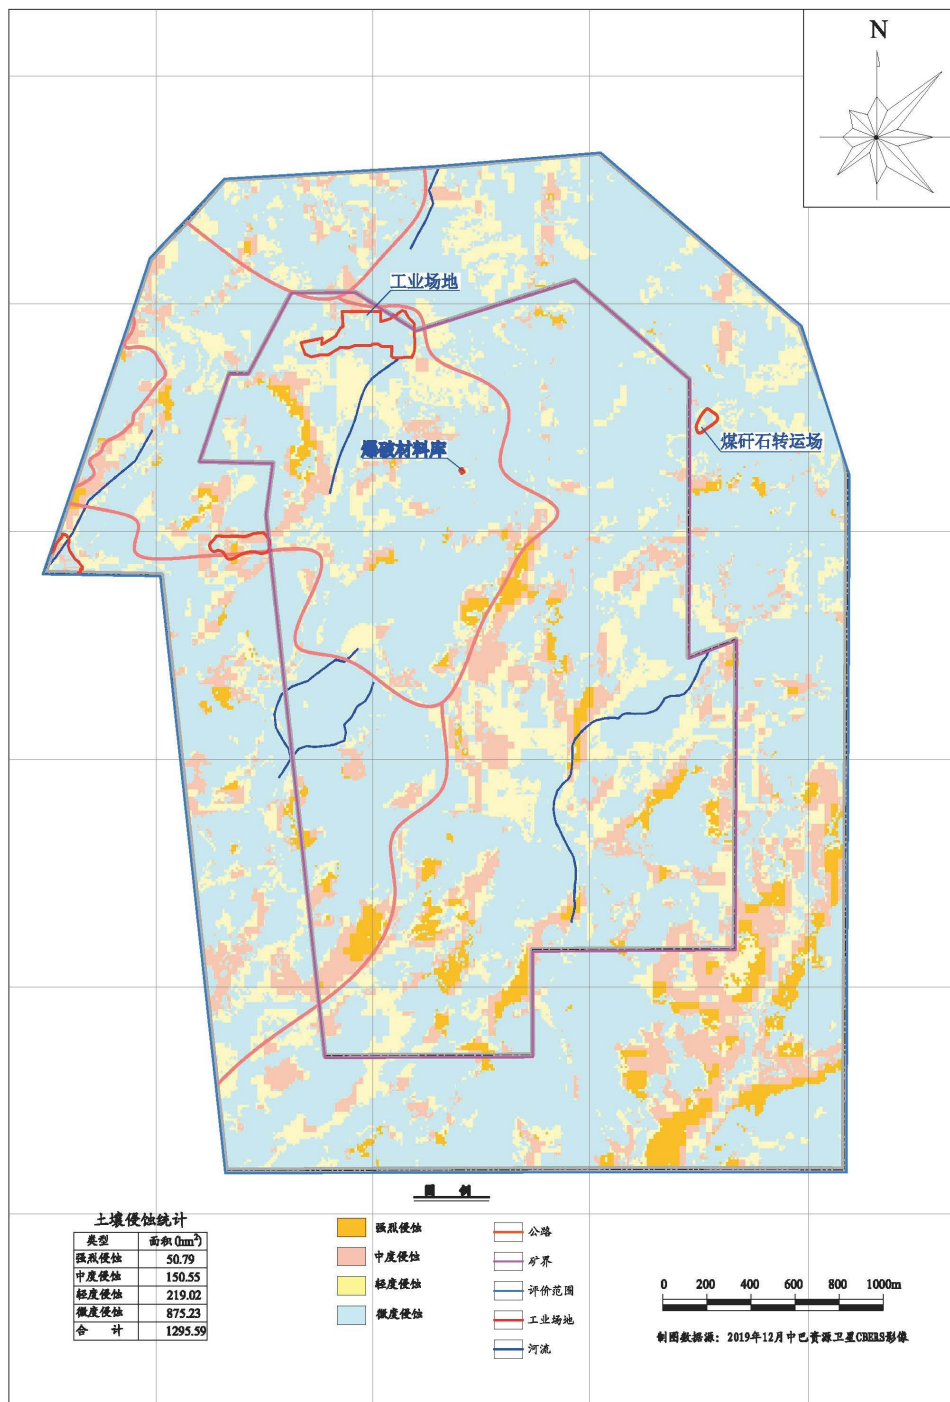 N
工业场地
煤矸石转运场
爆破材料库
图 例
土壤侵蚀统计
类型 面积(hm²)
强烈侵蚀 50.79
中度侵蚀 150.55
轻度侵蚀 219.02
微度侵蚀 875.23
合 计 1295.59
强烈侵蚀
中度侵蚀
轻度侵蚀
微度侵蚀
公路
矿界
评价范围
工业场地
河流
0 200 400 600 800 1000m
制图数据源：2019年12月中巴资源卫星CBERS影像